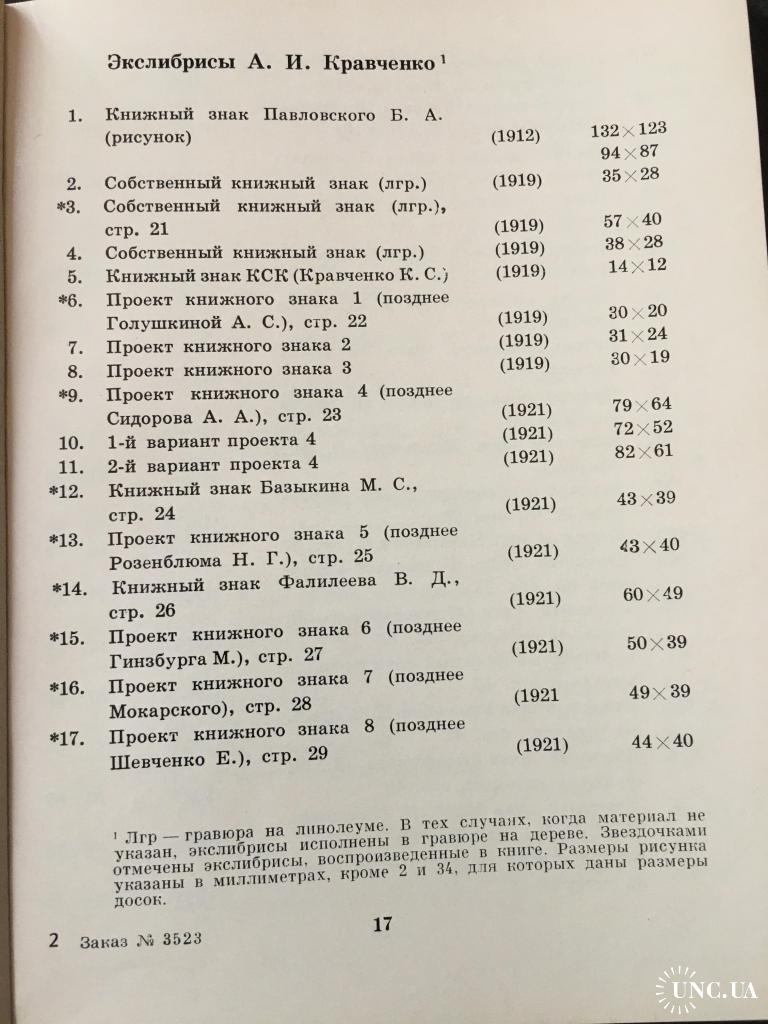 Экслибрисы А. И. Кравченко ¹
1. Книжный знак Павловского Б. А.
(рисунок) (1912) 132×123
94×87
2. Собственный книжный знак (лгр.) (1919) 35×28
*3. Собственный книжный знак (лгр.),
стр. 21 (1919) 57×40
4. Собственный книжный знак (лгр.) (1919) 38×28
5. Книжный знак КСК (Кравченко К. С.) (1919) 14×12
*6. Проект книжного знака 1 (позднее
Голушкиной А. С.), стр. 22 (1919) 30×20
7. Проект книжного знака 2 (1919) 31×24
8. Проект книжного знака 3 (1919) 30×19
*9. Проект книжного знака 4 (позднее
Сидорова А. А.), стр. 23 (1921) 79×64
10. 1-й вариант проекта 4 (1921) 72×52
11. 2-й вариант проекта 4 (1921) 82×61
*12. Книжный знак Базыкина М. С.,
стр. 24 (1921) 43×39
*13. Проект книжного знака 5 (позднее
Розенблюма Н. Г.), стр. 25 (1921) 43×40
*14. Книжный знак Фалилеева В. Д.,
стр. 26 (1921) 60×49
*15. Проект книжного знака 6 (позднее
Гинзбурга М.), стр. 27 (1921) 50×39
*16. Проект книжного знака 7 (позднее
Мокарского), стр. 28 (1921 49×39
*17. Проект книжного знака 8 (позднее
Шевченко Е.), стр. 29 (1921) 44×40
¹ Лгр — гравюра на линолеуме. В тех случаях, когда материал не
указан, экслибрисы исполнены в гравюре на дереве. Звездочками
отмечены экслибрисы, воспроизведенные в книге. Размеры рисунка
указаны в миллиметрах, кроме 2 и 34, для которых даны размеры
досок.
17
2 Заказ № 3523
UNC.UA